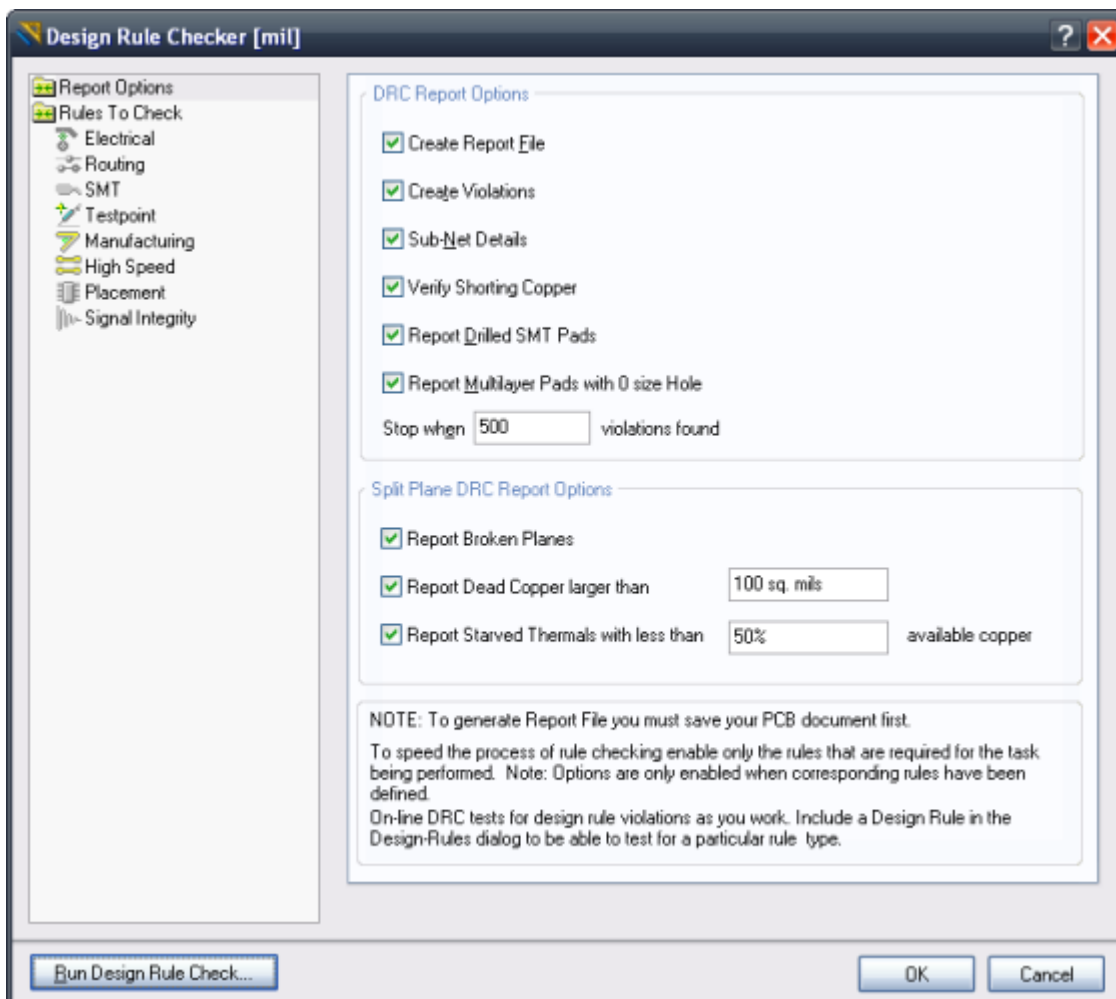 Design Rule Checker [mil]
Report Options
Rules To Check
Electrical
Routing
SMT
Testpoint
Manufacturing
High Speed
Placement
Signal Integrity
DRC Report Options
Create Report File
Create Violations
Sub-Net Details
Verify Shorting Copper
Report Drilled SMT Pads
Report Multilayer Pads with 0 size Hole
Stop when 500 violations found
Split Plane DRC Report Options
Report Broken Planes
Report Dead Copper larger than 100 sq. mils
Report Starved Thermals with less than 50% available copper
NOTE: To generate Report File you must save your PCB document first.
To speed the process of rule checking enable only the rules that are required for the task
being performed. Note: Options are only enabled when corresponding rules have been
defined.
On-line DRC tests for design rule violations as you work. Include a Design Rule in the
Design-Rules dialog to be able to test for a particular rule type.
Run Design Rule Check...
OK
Cancel